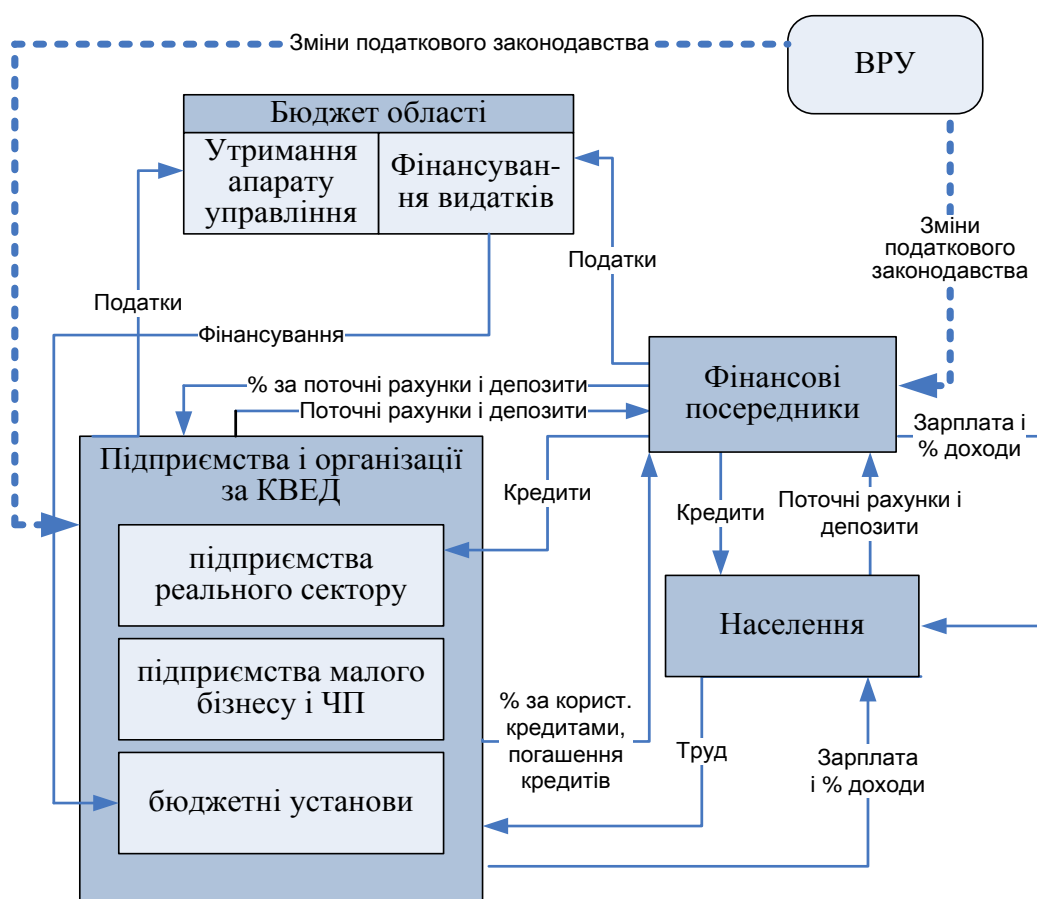 Зміни податкового законодавства
ВРУ
Бюджет області
Утримання
апарату
управління
Фінансуван-
ня видатків
Зміни
податкового
законодавства
Податки
Податки
Фінансування
% за поточні рахунки і депозити
Поточні рахунки і депозити
Фінансові
посередники
Зарплата і
% доходи
Підприємства і організації
за КВЕД
Кредити
Кредити
Поточні рахунки і
депозити
підприємства
реального сектору
Населення
підприємства малого
бізнесу і ЧП
% за корист.
кредитами,
погашення
кредитів
Труд
Зарплата
і % доходи
бюджетні установи